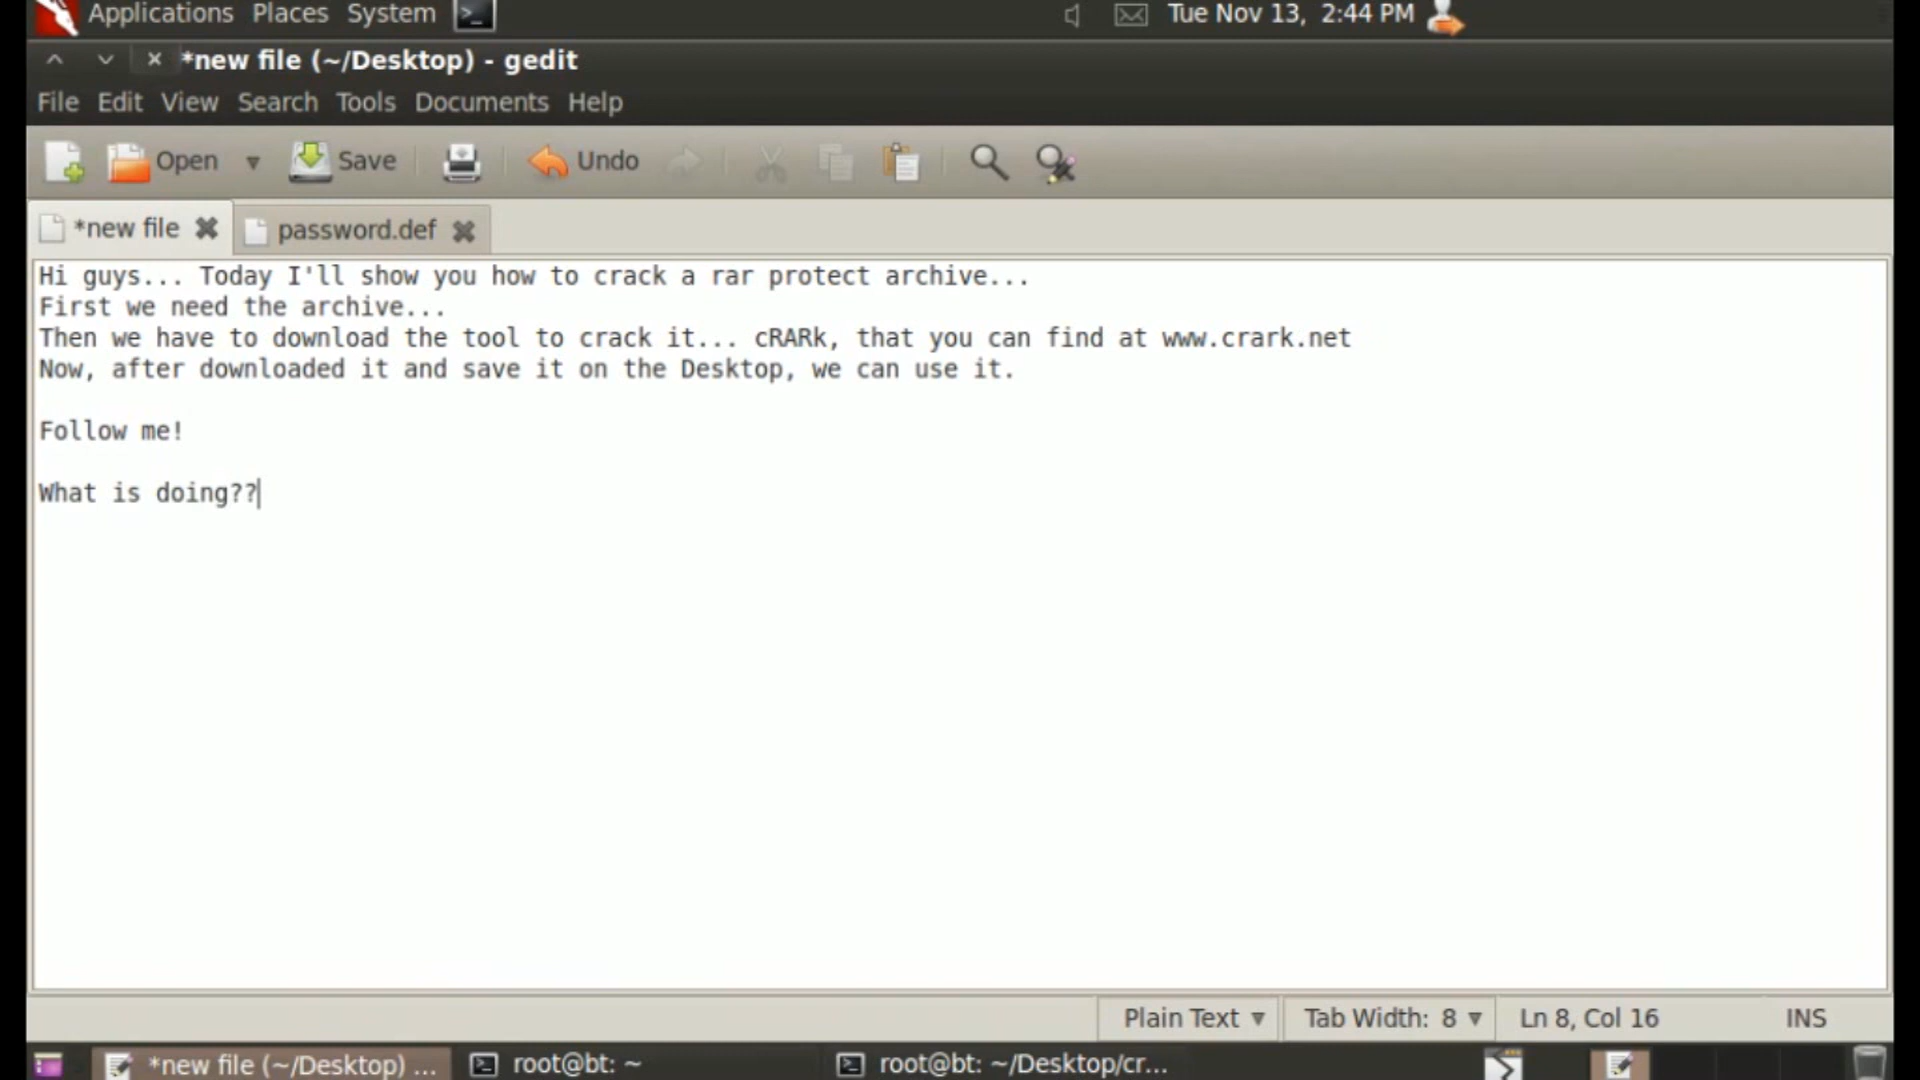 Applications Places System
Tue Nov 13, 2:44 PM
*new file (~/Desktop) - gedit
File Edit View Search Tools Documents Help
Open Save Undo
*new file password.def
Hi guys... Today I'll show you how to crack a rar protect archive...
First we need the archive...
Then we have to download the tool to crack it... cRARk, that you can find at www.crark.net
Now, after downloaded it and save it on the Desktop, we can use it.
Follow me!
What is doing??
Plain Text Tab Width: 8 Ln 8, Col 16 INS
*new file (~/Desktop) ... root@bt: ~ root@bt: ~/Desktop/cr...